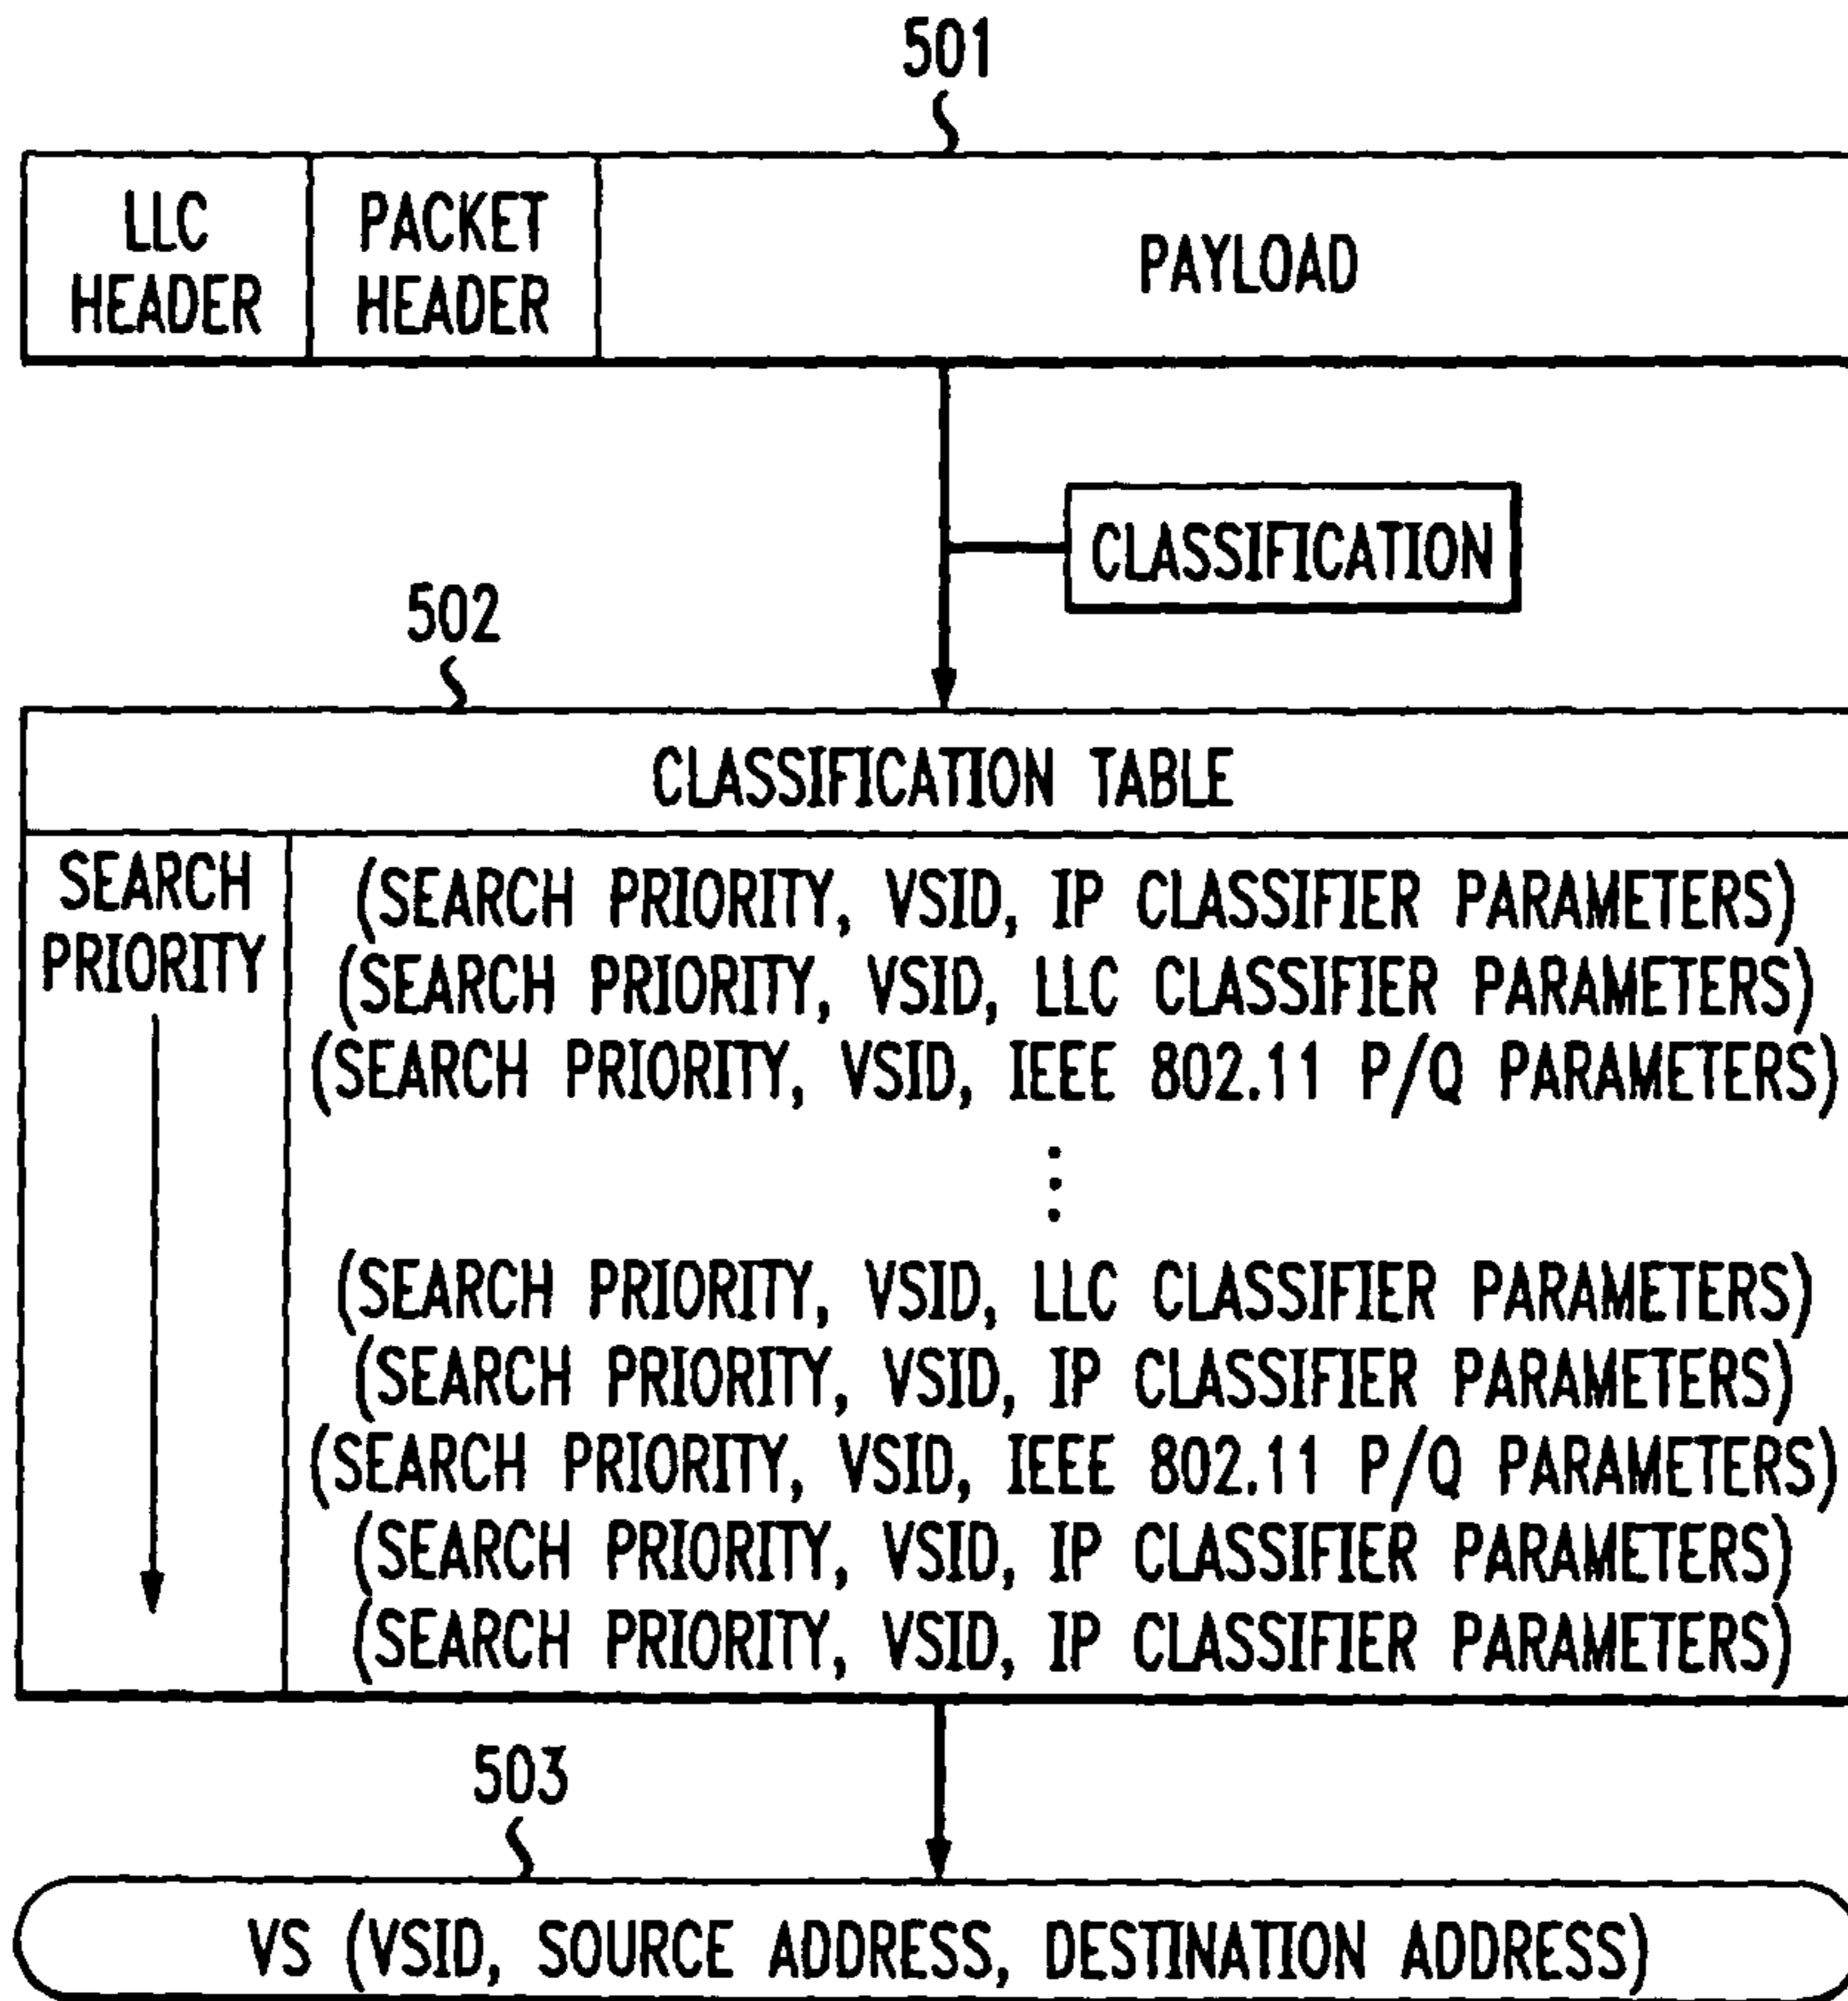 501
LLC
HEADER
PACKET
HEADER
PAYLOAD
CLASSIFICATION
502
CLASSIFICATION TABLE
SEARCH
PRIORITY
(SEARCH PRIORITY, VSID, IP CLASSIFIER PARAMETERS)
(SEARCH PRIORITY, VSID, LLC CLASSIFIER PARAMETERS)
(SEARCH PRIORITY, VSID, IEEE 802.11 P/Q PARAMETERS)
⋮
(SEARCH PRIORITY, VSID, LLC CLASSIFIER PARAMETERS)
(SEARCH PRIORITY, VSID, IP CLASSIFIER PARAMETERS)
(SEARCH PRIORITY, VSID, IEEE 802.11 P/Q PARAMETERS)
(SEARCH PRIORITY, VSID, IP CLASSIFIER PARAMETERS)
(SEARCH PRIORITY, VSID, IP CLASSIFIER PARAMETERS)
503
VS (VSID, SOURCE ADDRESS, DESTINATION ADDRESS)